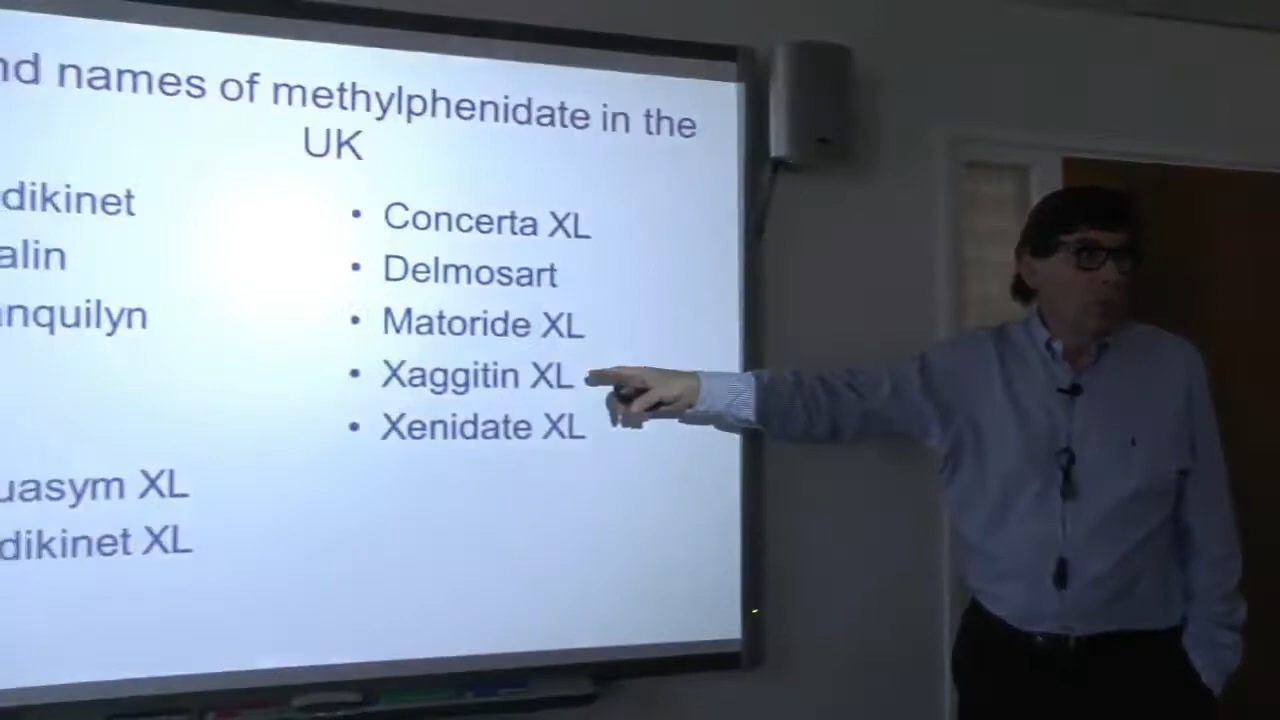 nd names of methylphenidate in the
UK
dikinet
alin
nquilyn
uasym XL
dikinet XL
• Concerta XL
• Delmosart
• Matoride XL
• Xaggitin XL
• Xenidate XL